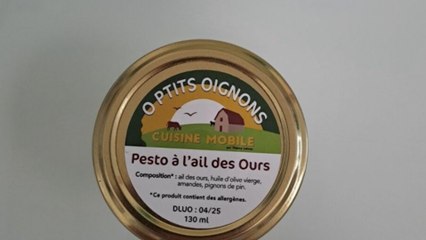 O PTITS OIGNONS
CUISINE MOBILE
Pesto à l'ail des Ours
Composition* : ail des ours, huile d'olive vierge,
amandes, pignons de pin.
*Ce produit contient des allergènes.
DLUO : 04/25
130 ml